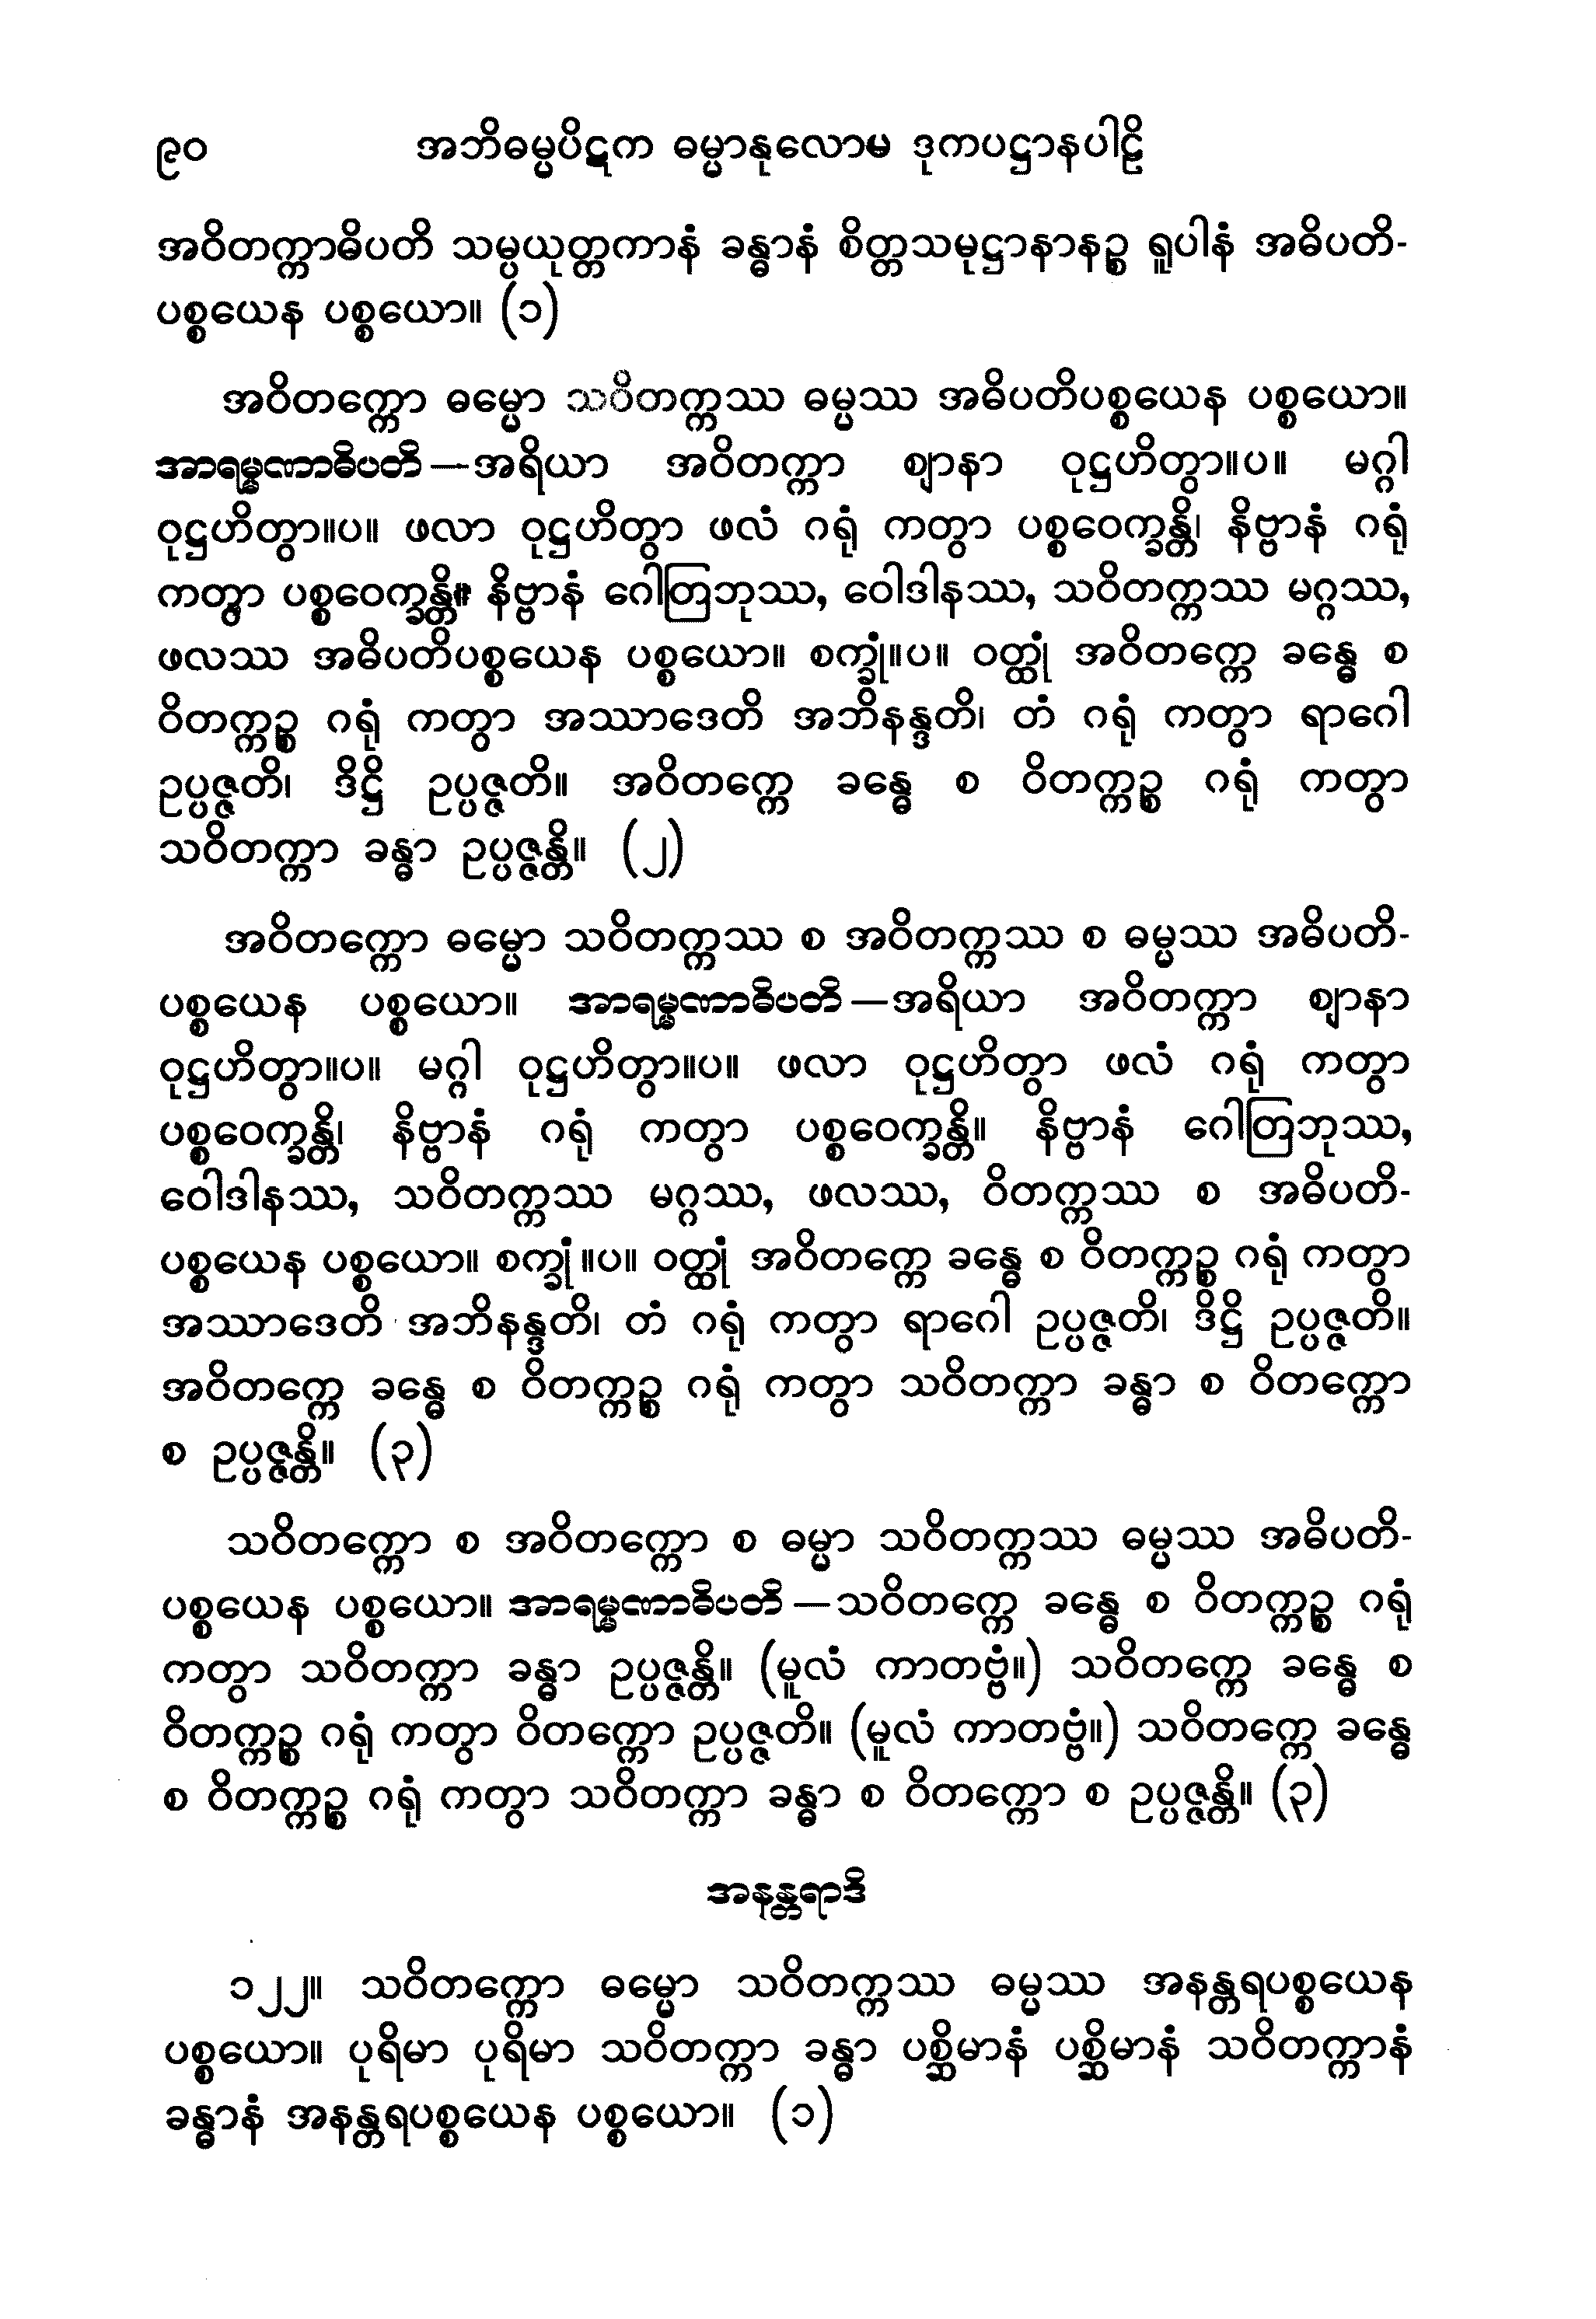 ၉၀ အဘိဓမ္မပိဋက ဓမ္မာနုလောမ ဒုကပဋ္ဌာနပါဠိ
အဝိတက္ကာဓိပတိ သမ္ပယုတ္တကာနံ ခန္ဓာနံ စိတ္တသမုဋ္ဌာနာနဉ္စ ရူပါနံ အဓိပတိ-
ပစ္စယေန ပစ္စယော။ (၁)
အဝိတက္ကော ဓမ္မော သဝိတက္ကဿ ဓမ္မဿ အဓိပတိပစ္စယေန ပစ္စယော။
အာရမ္မဏာဓိပတိ—အရိယာ အဝိတက္ကာ ဈာနာ ဝုဋ္ဌဟိတွာ။ပ။ မဂ္ဂါ
ဝုဋ္ဌဟိတွာ။ပ။ ဖလာ ဝုဋ္ဌဟိတွာ ဖလံ ဂရုံ ကတွာ ပစ္စဝေက္ခန္တိ၊ နိဗ္ဗာနံ ဂရုံ
ကတွာ ပစ္စဝေက္ခန္တိ။ နိဗ္ဗာနံ ဂေါတြဘုဿ, ဝေါဒါနဿ, သဝိတက္ကဿ မဂ္ဂဿ,
ဖလဿ အဓိပတိပစ္စယေန ပစ္စယော။ စက္ခုံ။ပ။ ဝတ္ထုံ အဝိတက္ကေ ခန္ဓေ စ
ဝိတက္ကဉ္စ ဂရုံ ကတွာ အဿာဒေတိ အဘိနန္ဒတိ၊ တံ ဂရုံ ကတွာ ရာဂေါ
ဥပ္ပဇ္ဇတိ၊ ဒိဋ္ဌိ ဥပ္ပဇ္ဇတိ။ အဝိတက္ကေ ခန္ဓေ စ ဝိတက္ကဉ္စ ဂရုံ ကတွာ
သဝိတက္ကာ ခန္ဓာ ဥပ္ပဇ္ဇန္တိ။ (၂)
အဝိတက္ကော ဓမ္မော သဝိတက္ကဿ စ အဝိတက္ကဿ စ ဓမ္မဿ အဓိပတိ-
ပစ္စယေန ပစ္စယော။ အာရမ္မဏာဓိပတိ—အရိယာ အဝိတက္ကာ ဈာနာ
ဝုဋ္ဌဟိတွာ။ပ။ မဂ္ဂါ ဝုဋ္ဌဟိတွာ။ပ။ ဖလာ ဝုဋ္ဌဟိတွာ ဖလံ ဂရုံ ကတွာ
ပစ္စဝေက္ခန္တိ၊ နိဗ္ဗာနံ ဂရုံ ကတွာ ပစ္စဝေက္ခန္တိ။ နိဗ္ဗာနံ ဂေါတြဘုဿ,
ဝေါဒါနဿ, သဝိတက္ကဿ မဂ္ဂဿ, ဖလဿ, ဝိတက္ကဿ စ အဓိပတိ-
ပစ္စယေန ပစ္စယော။ စက္ခုံ။ပ။ ဝတ္ထုံ အဝိတက္ကေ ခန္ဓေ စ ဝိတက္ကဉ္စ ဂရုံ ကတွာ
အဿာဒေတိ အဘိနန္ဒတိ၊ တံ ဂရုံ ကတွာ ရာဂေါ ဥပ္ပဇ္ဇတိ၊ ဒိဋ္ဌိ ဥပ္ပဇ္ဇတိ။
အဝိတက္ကေ ခန္ဓေ စ ဝိတက္ကဉ္စ ဂရုံ ကတွာ သဝိတက္ကာ ခန္ဓာ စ ဝိတက္ကော
စ ဥပ္ပဇ္ဇန္တိ။ (၃)
သဝိတက္ကော စ အဝိတက္ကော စ ဓမ္မာ သဝိတက္ကဿ ဓမ္မဿ အဓိပတိ-
ပစ္စယေန ပစ္စယော။ အာရမ္မဏာဓိပတိ—သဝိတက္ကေ ခန္ဓေ စ ဝိတက္ကဉ္စ ဂရုံ
ကတွာ သဝိတက္ကာ ခန္ဓာ ဥပ္ပဇ္ဇန္တိ။ (မူလံ ကာတဗ္ဗံ။) သဝိတက္ကေ ခန္ဓေ စ
ဝိတက္ကဉ္စ ဂရုံ ကတွာ ဝိတက္ကော ဥပ္ပဇ္ဇတိ။ (မူလံ ကာတဗ္ဗံ။) သဝိတက္ကေ ခန္ဓေ
စ ဝိတက္ကဉ္စ ဂရုံ ကတွာ သဝိတက္ကာ ခန္ဓာ စ ဝိတက္ကော စ ဥပ္ပဇ္ဇန္တိ။ (၃)
အနန္တရာဒိ
၁၂၂။ သဝိတက္ကော ဓမ္မော သဝိတက္ကဿ ဓမ္မဿ အနန္တရပစ္စယေန
ပစ္စယော။ ပုရိမာ ပုရိမာ သဝိတက္ကာ ခန္ဓာ ပစ္ဆိမာနံ ပစ္ဆိမာနံ သဝိတက္ကာနံ
ခန္ဓာနံ အနန္တရပစ္စယေန ပစ္စယော။ (၁)